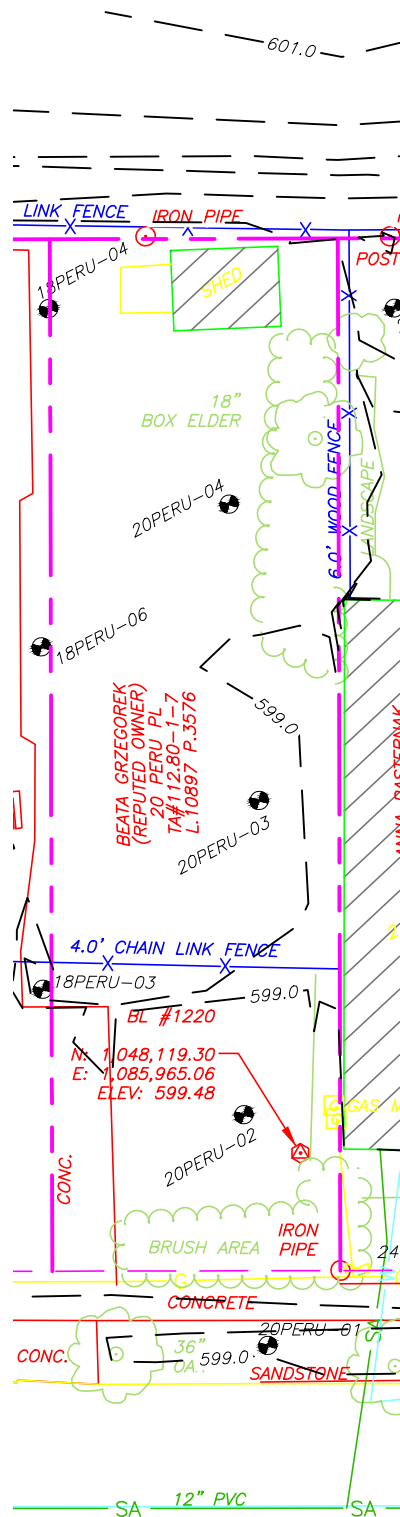 601.0
LINK FENCE
IRON PIPE
POST
18PERU-04
SHED
18"
BOX ELDER
6.0' WOOD FENCE
LANDSCAPE
20PERU-04
18PERU-06
599.0
BEATA GRZEGOREK
(REPUTED OWNER)
20 PERU PL
TA#112.80-1-7
L.10897 P.3576
20PERU-03
4.0' CHAIN LINK FENCE
18PERU-03
599.0
BL #1220
N: 1,048,119.30
E: 1,085,965.06
ELEV: 599.48
GAS
20PERU-02
CONC.
BRUSH AREA
IRON
PIPE
24
G
CONCRETE
20PERU-01
SA
CONC.
36"
599.0
SANDSTONE
12" PVC
SA
SA